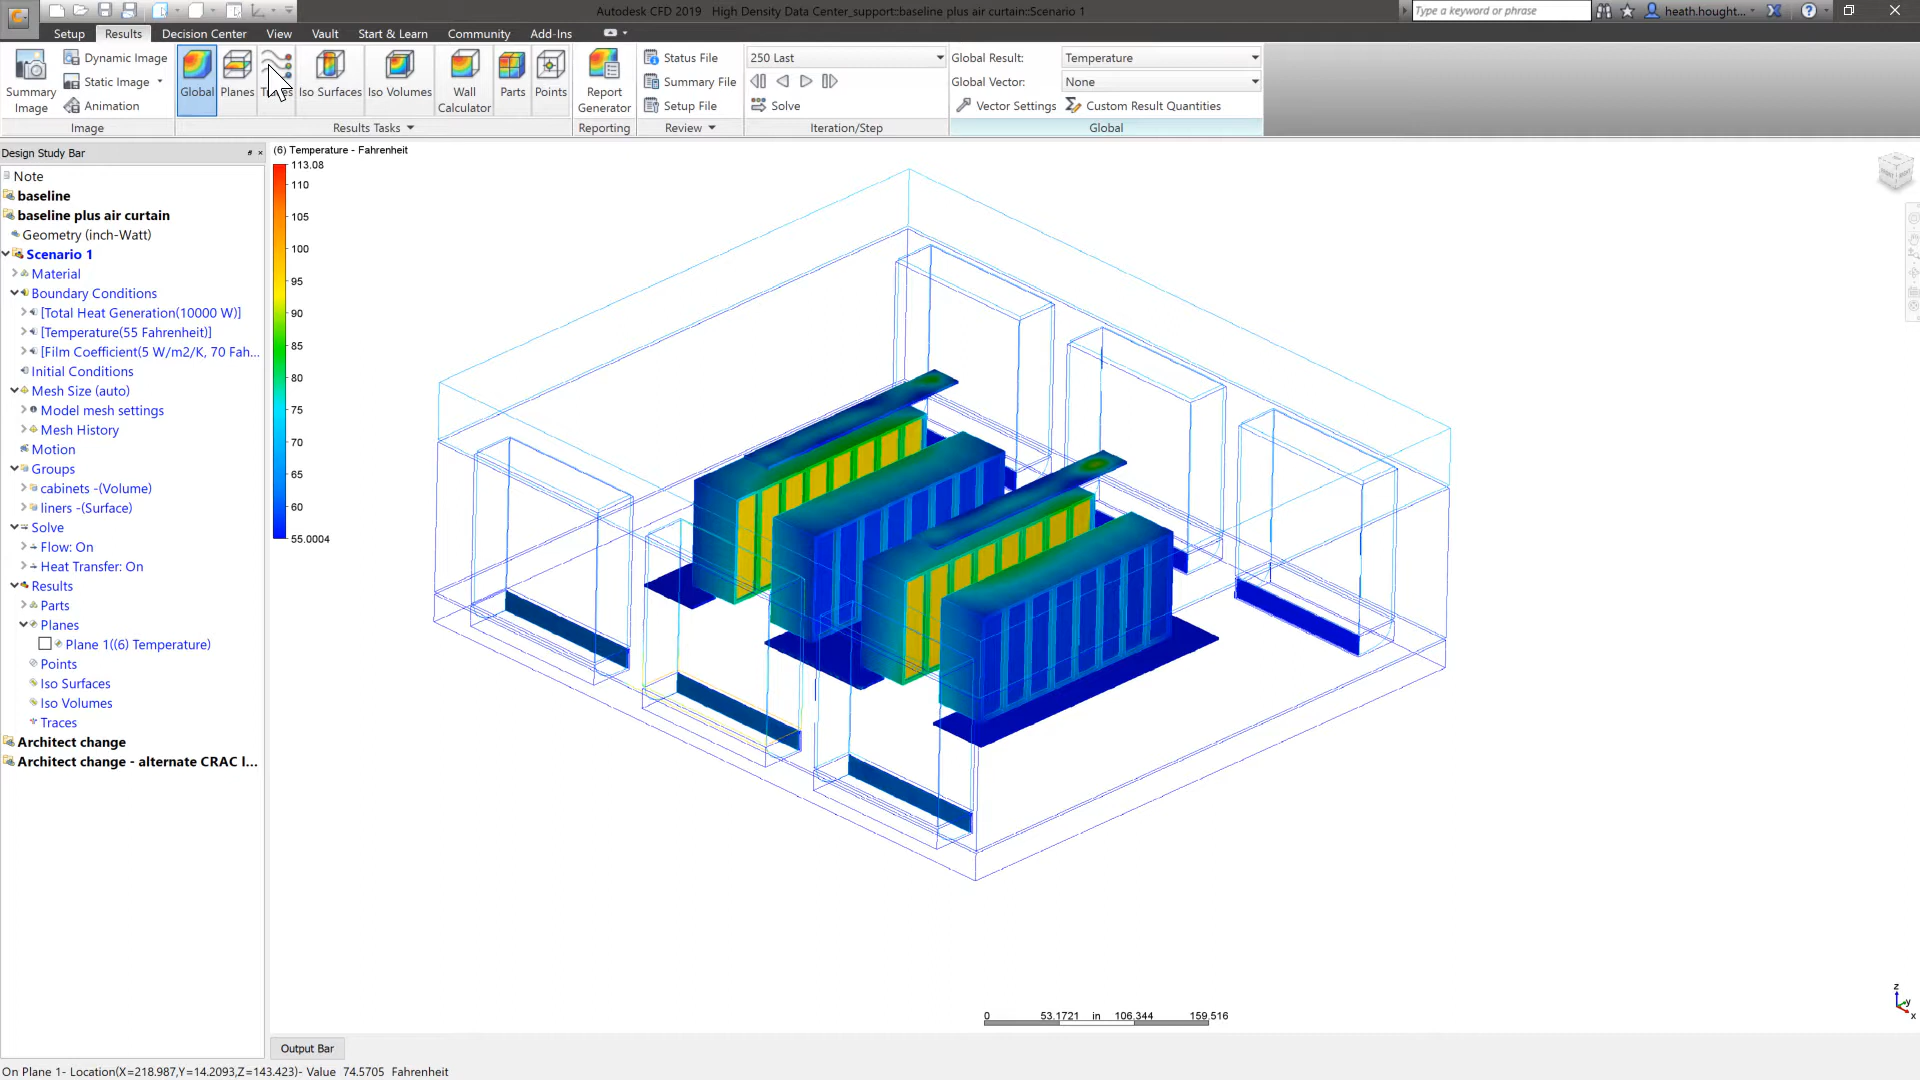 Autodesk CFD 2019 High Density Data Center_support::baseline plus air curtain::Scenario 1
Type a keyword or phrase
heath.hought...
Setup
Results
Decision Center
View
Vault
Start & Learn
Community
Add-Ins
Summary Image
Dynamic Image
Static Image
Animation
Image
Global
Planes
Iso Surfaces
Iso Volumes
Wall Calculator
Parts
Points
Results Tasks
Report Generator
Reporting
Status File
Summary File
Setup File
Review
250 Last
Solve
Iteration/Step
Global Result: Temperature
Global Vector: None
Vector Settings
Custom Result Quantities
Global
Design Study Bar
Note
baseline
baseline plus air curtain
Geometry (inch-Watt)
Scenario 1
Material
Boundary Conditions
[Total Heat Generation(10000 W)]
[Temperature(55 Fahrenheit)]
[Film Coefficient(5 W/m2/K, 70 Fah...
Initial Conditions
Mesh Size (auto)
Model mesh settings
Mesh History
Motion
Groups
cabinets -(Volume)
liners -(Surface)
Solve
Flow: On
Heat Transfer: On
Results
Parts
Planes
Plane 1((6) Temperature)
Points
Iso Surfaces
Iso Volumes
Traces
Architect change
Architect change - alternate CRAC l...
(6) Temperature - Fahrenheit
113.08
110
105
100
95
90
85
80
75
70
65
60
55.0004
0 53.1721 in 106.344 159.516
z
y
x
Output Bar
On Plane 1- Location(X=218.987,Y=14.2093,Z=143.423)- Value 74.5705 Fahrenheit